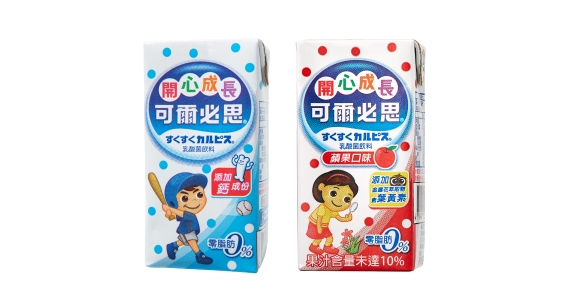 開心成長
可爾必思®
すくすくカルピス®
乳酸菌飲料
添加
鈣成份
零脂肪 0%
開心成長
可爾必思®
すくすくカルピス®
乳酸菌飲料
蘋果口味
添加
含葉黃素
零脂肪 0%
果汁含量未達10%